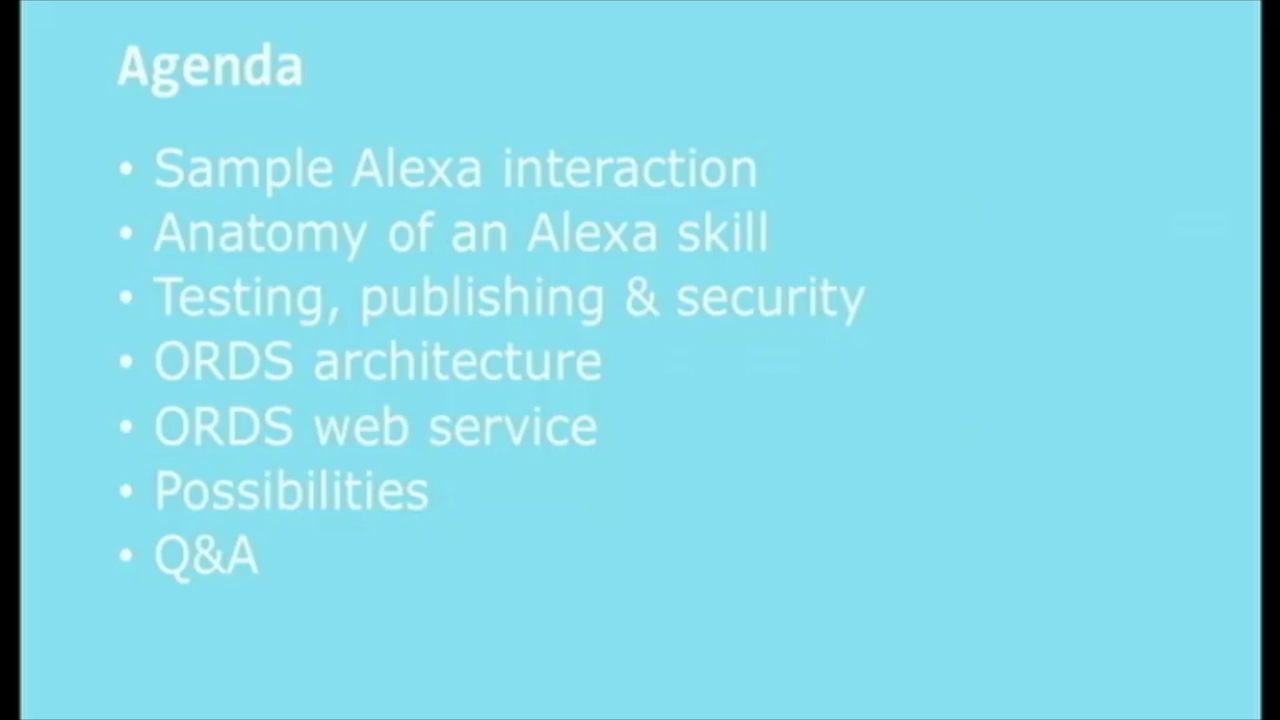 Agenda
• Sample Alexa interaction
• Anatomy of an Alexa skill
• Testing, publishing & security
• ORDS architecture
• ORDS web service
• Possibilities
• Q&A